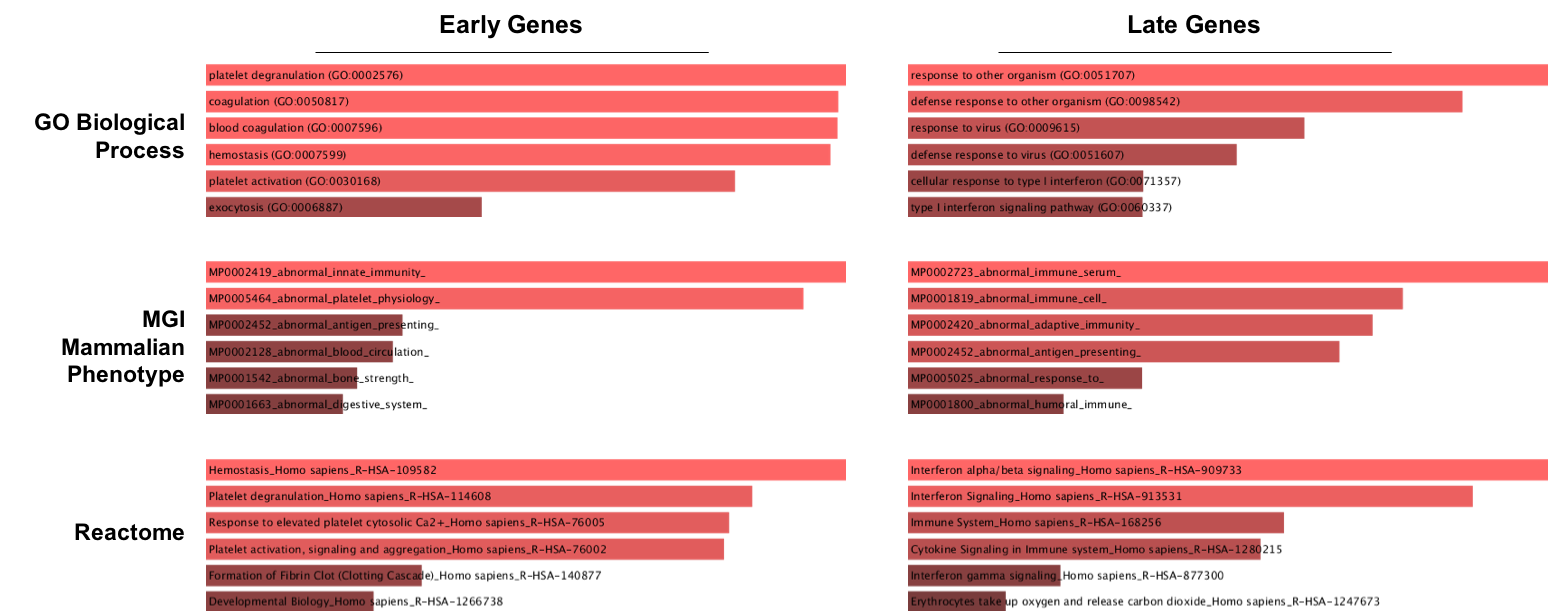 Early Genes
Late Genes
GO Biological
Process
platelet degranulation (GO:0002576)
coagulation (GO:0050817)
blood coagulation (GO:0007596)
hemostasis (GO:0007599)
platelet activation (GO:0030168)
exocytosis (GO:0006887)
response to other organism (GO:0051707)
defense response to other organism (GO:0098542)
response to virus (GO:0009615)
defense response to virus (GO:0051607)
cellular response to type I interferon (GO:0071357)
type I interferon signaling pathway (GO:0060337)
MGI
Mammalian
Phenotype
MP0002419_abnormal_innate_immunity_
MP0005464_abnormal_platelet_physiology_
MP0002452_abnormal_antigen_presenting_
MP0002128_abnormal_blood_circulation_
MP0001542_abnormal_bone_strength_
MP0001663_abnormal_digestive_system_
MP0002723_abnormal_immune_serum_
MP0001819_abnormal_immune_cell_
MP0002420_abnormal_adaptive_immunity_
MP0002452_abnormal_antigen_presenting_
MP0005025_abnormal_response_to_
MP0001800_abnormal_humoral_immune_
Reactome
Hemostasis_Homo sapiens_R-HSA-109582
Platelet degranulation_Homo sapiens_R-HSA-114608
Response to elevated platelet cytosolic Ca2+_Homo sapiens_R-HSA-76005
Platelet activation, signaling and aggregation_Homo sapiens_R-HSA-76002
Formation of Fibrin Clot (Clotting Cascade)_Homo sapiens_R-HSA-140877
Developmental Biology_Homo sapiens_R-HSA-1266738
Interferon alpha/beta signaling_Homo sapiens_R-HSA-909733
Interferon Signaling_Homo sapiens_R-HSA-913531
Immune System_Homo sapiens_R-HSA-168256
Cytokine Signaling in Immune system_Homo sapiens_R-HSA-1280215
Interferon gamma signaling_Homo sapiens_R-HSA-877300
Erythrocytes take up oxygen and release carbon dioxide_Homo sapiens_R-HSA-1247673